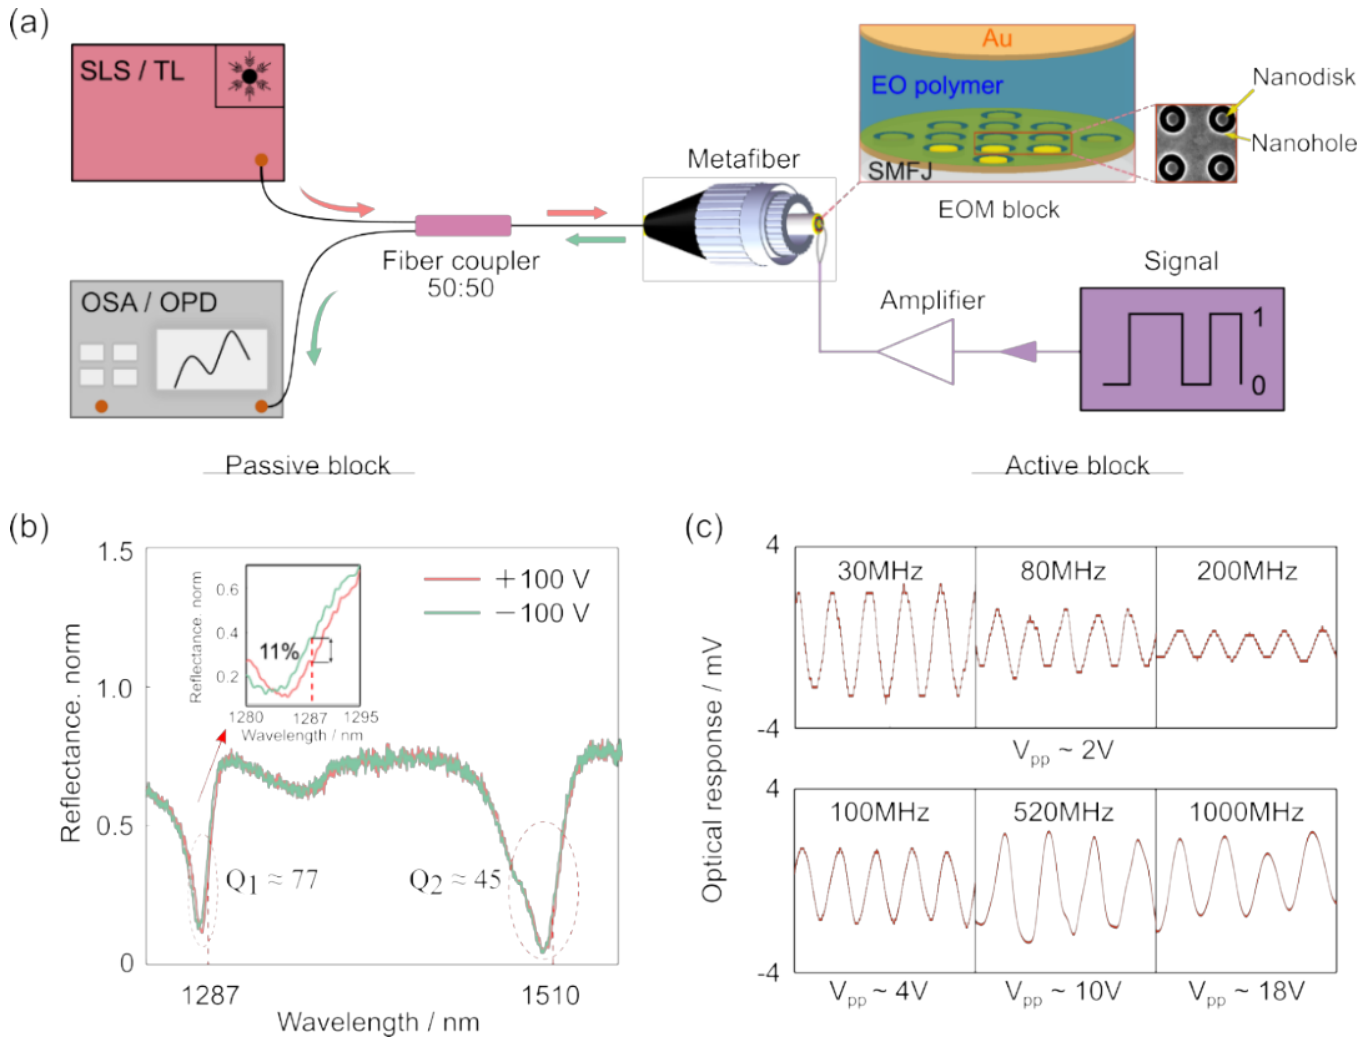 (a)
SLS / TL
Au
EO polymer
Nanodisk
Nanohole
SMFJ
EOM block
Metafiber
Fiber coupler
50:50
OSA / OPD
Amplifier
Signal
1
0
Passive block
Active block
(b)
1.5
1.0
0.5
0
Reflectance. norm
+100 V
−100 V
0.6
0.4
0.2
Reflectance. norm
11%
1280
1287
1295
Wavelength / nm
Q1 ≈ 77
Q2 ≈ 45
1287
1510
Wavelength / nm
(c)
4
-4
Optical response / mV
30MHz
80MHz
200MHz
Vpp ~ 2V
4
-4
100MHz
520MHz
1000MHz
Vpp ~ 4V
Vpp ~ 10V
Vpp ~ 18V